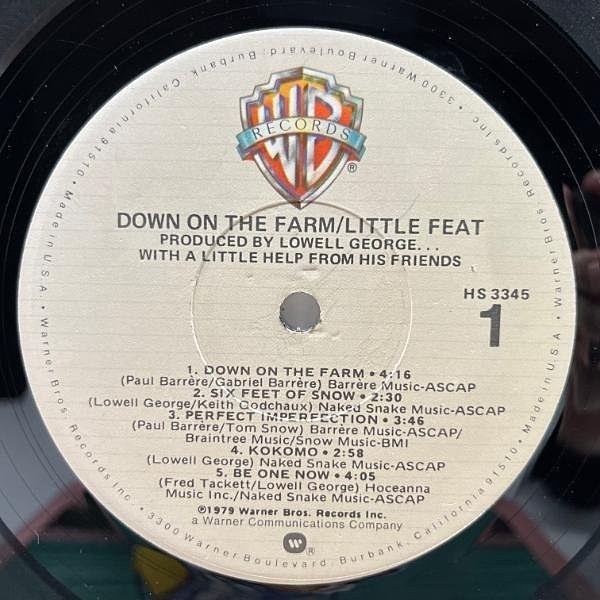 3300 Warner Boulevard, Burbank, California 91510 • Made in U.S.A. • Warner Bros. Records Inc. • 3300 Warner Boulevard, Burbank, California 91510 • Made in U.S.A. • Warner Bros. Records Inc. •
WB
RECORDS
®
DOWN ON THE FARM/LITTLE FEAT
PRODUCED BY LOWELL GEORGE...
WITH A LITTLE HELP FROM HIS FRIENDS
HS 3345
1
1. DOWN ON THE FARM • 4:16
(Paul Barrère/Gabriel Barrère) Barrère Music-ASCAP
2. SIX FEET OF SNOW • 2:30
(Lowell George/Keith Godchaux) Naked Snake Music-ASCAP
3. PERFECT IMPERFECTION • 3:46
(Paul Barrère/Tom Snow) Barrère Music-ASCAP/
Braintree Music/Snow Music-BMI
4. KOKOMO • 2:58
(Lowell George) Naked Snake Music-ASCAP
5. BE ONE NOW • 4:05
(Fred Tackett/Lowell George) Hoceanna
Music Inc./Naked Snake Music-ASCAP
℗1979 Warner Bros. Records Inc.
a Warner Communications Company
W ®